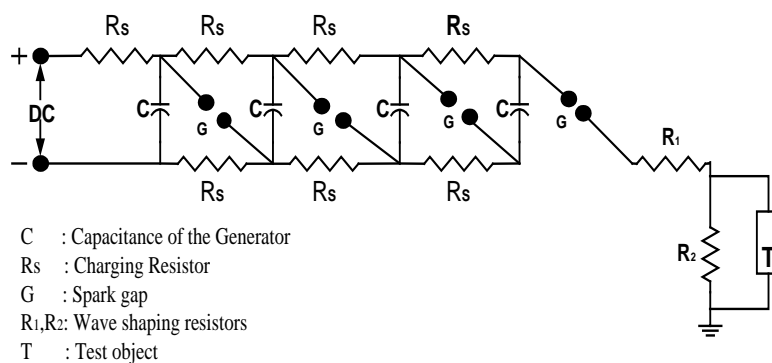 Rs Rs Rs Rs
+
DC C G C G C G C G
−
R1
Rs Rs Rs
R2 T
C : Capacitance of the Generator
Rs : Charging Resistor
G : Spark gap
R1,R2: Wave shaping resistors
T : Test object